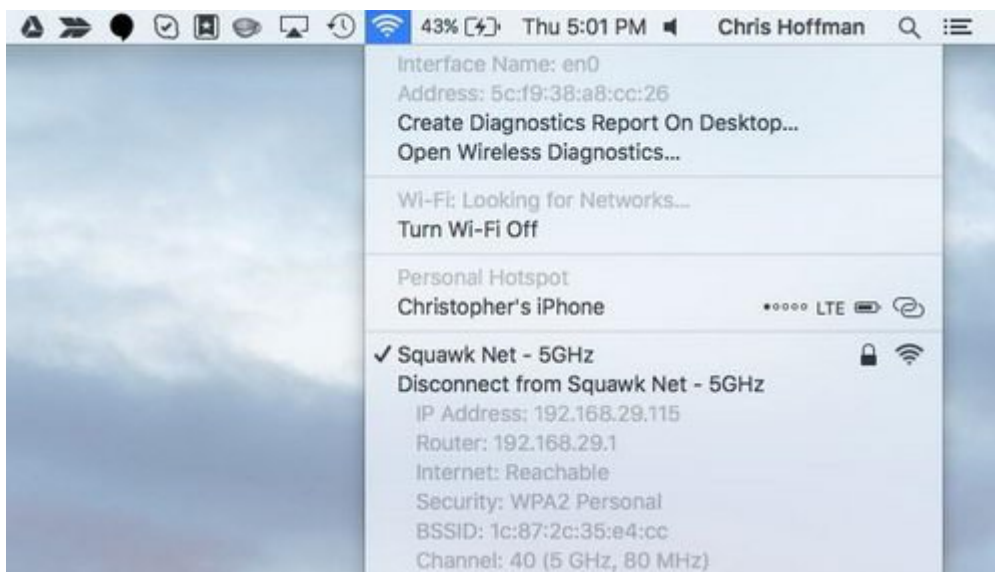 43% Thu 5:01 PM Chris Hoffman
Interface Name: en0
Address: 5c:f9:38:a8:cc:26
Create Diagnostics Report On Desktop...
Open Wireless Diagnostics...
Wi-Fi: Looking for Networks...
Turn Wi-Fi Off
Personal Hotspot
Christopher's iPhone LTE
✓ Squawk Net - 5GHz
Disconnect from Squawk Net - 5GHz
IP Address: 192.168.29.115
Router: 192.168.29.1
Internet: Reachable
Security: WPA2 Personal
BSSID: 1c:87:2c:35:e4:cc
Channel: 40 (5 GHz, 80 MHz)